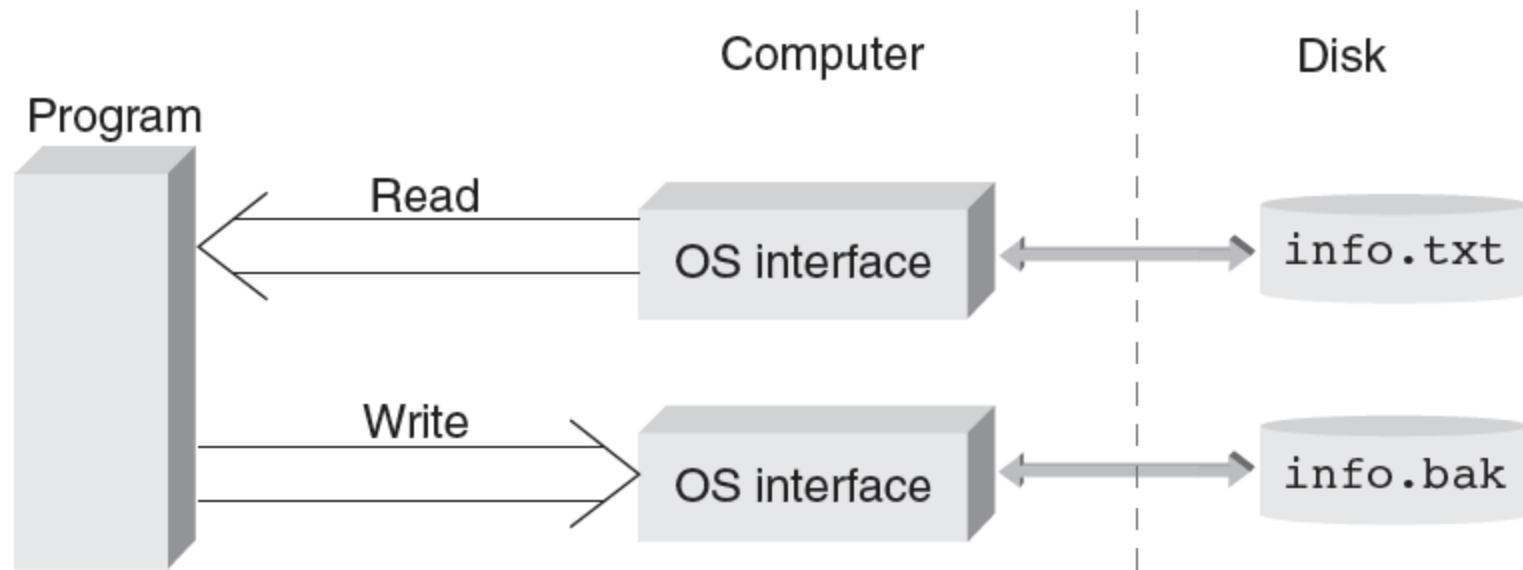 Computer
Disk
Program
Read
OS interface
info.txt
Write
OS interface
info.bak